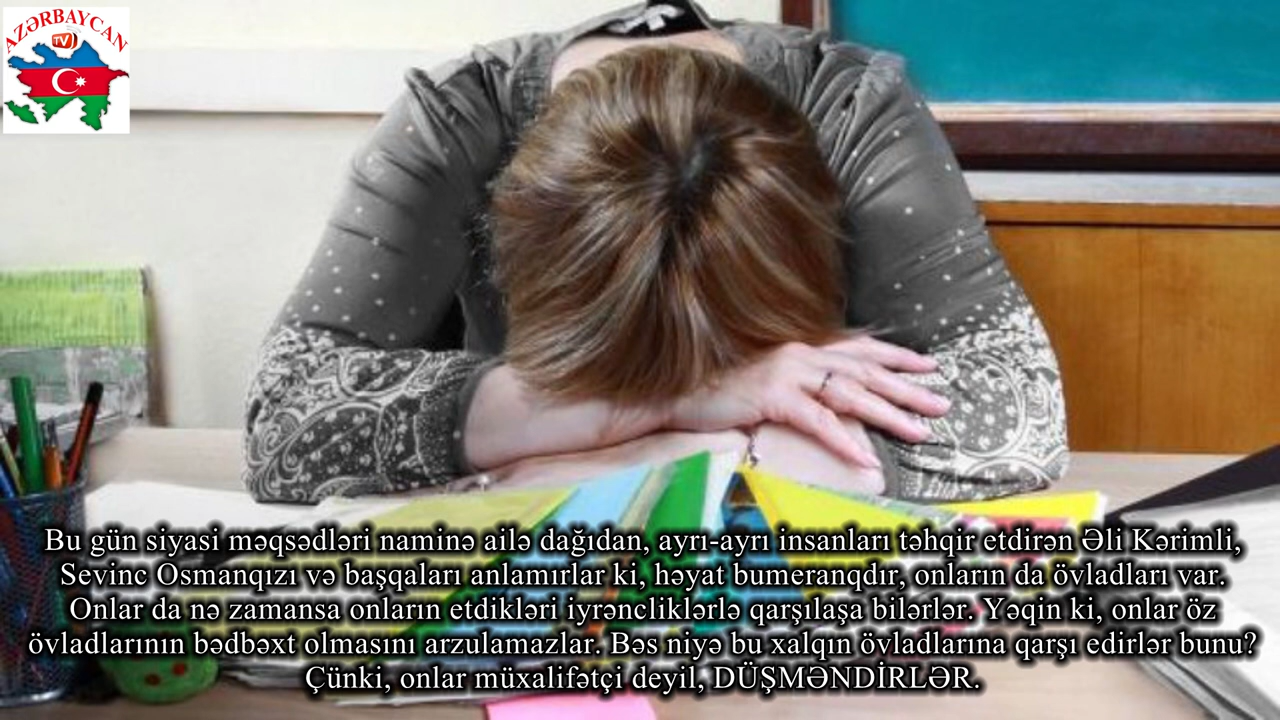 AZƏRBAYCAN
TV
Bu gün siyasi məqsədləri naminə ailə dağıdan, ayrı-ayrı insanları təhqir etdirən Əli Kərimli,
Sevinc Osmanqızı və başqaları anlamırlar ki, həyat bumeranqdır, onların da övladları var.
Onlar da nə zamansa onların etdikləri iyrəncliklərlə qarşılaşa bilərlər. Yəqin ki, onlar öz
övladlarının bədbəxt olmasını arzulamazlar. Bəs niyə bu xalqın övladlarına qarşı edirlər bunu?
Çünki, onlar müxalifətçi deyil, DÜŞMƏNDİRLƏR.